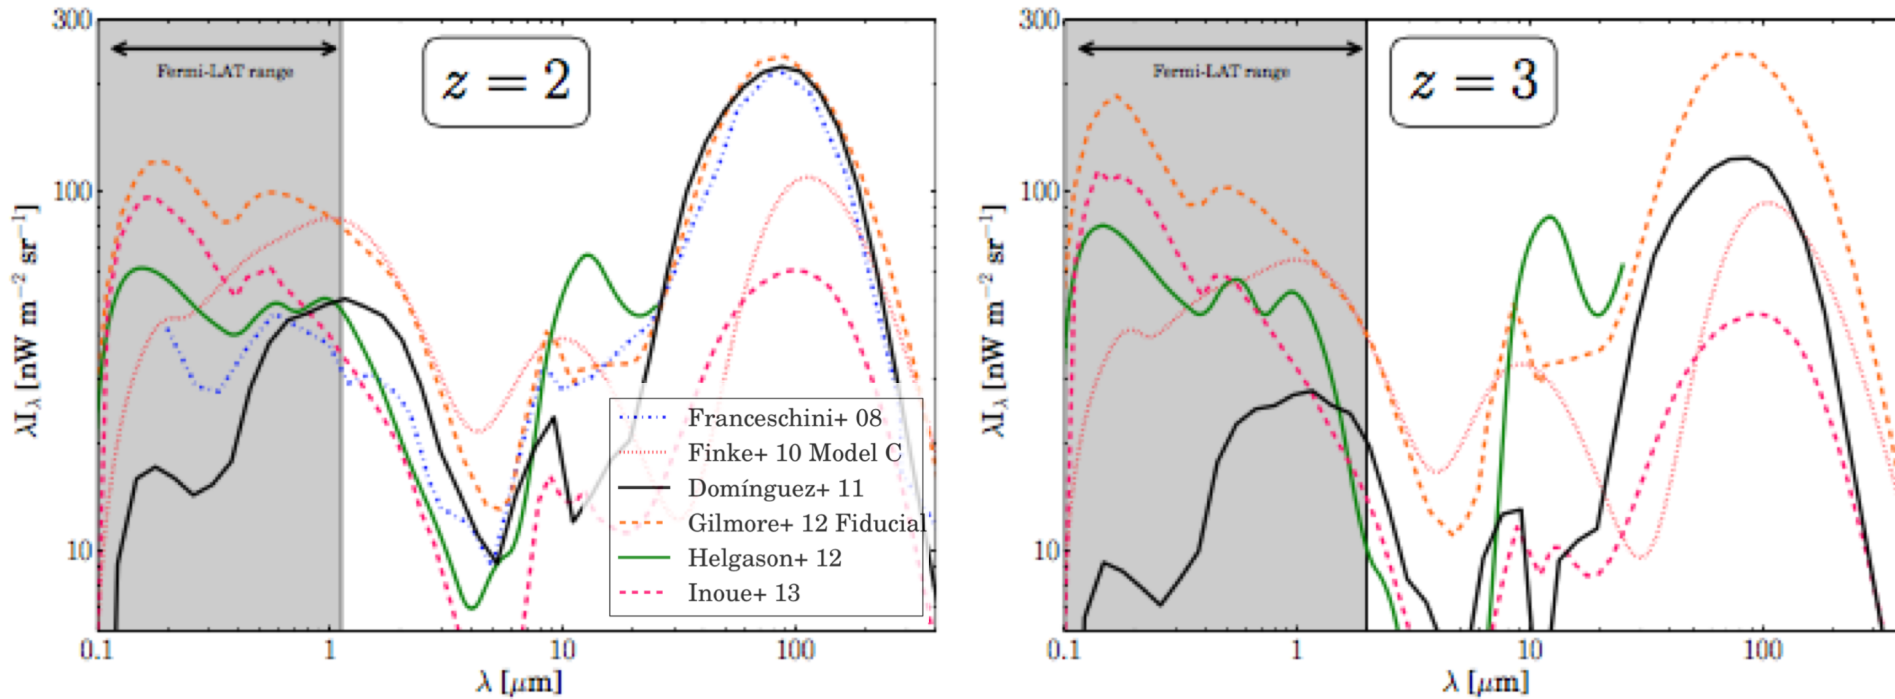 300
100
10
λI_λ [nW m⁻² sr⁻¹]
Fermi-LAT range
z = 2
Franceschini+ 08
Finke+ 10 Model C
Domínguez+ 11
Gilmore+ 12 Fiducial
Helgason+ 12
Inoue+ 13
0.1 1 10 100
λ [μm]
300
100
10
λI_λ [nW m⁻² sr⁻¹]
Fermi-LAT range
z = 3
0.1 1 10 100
λ [μm]